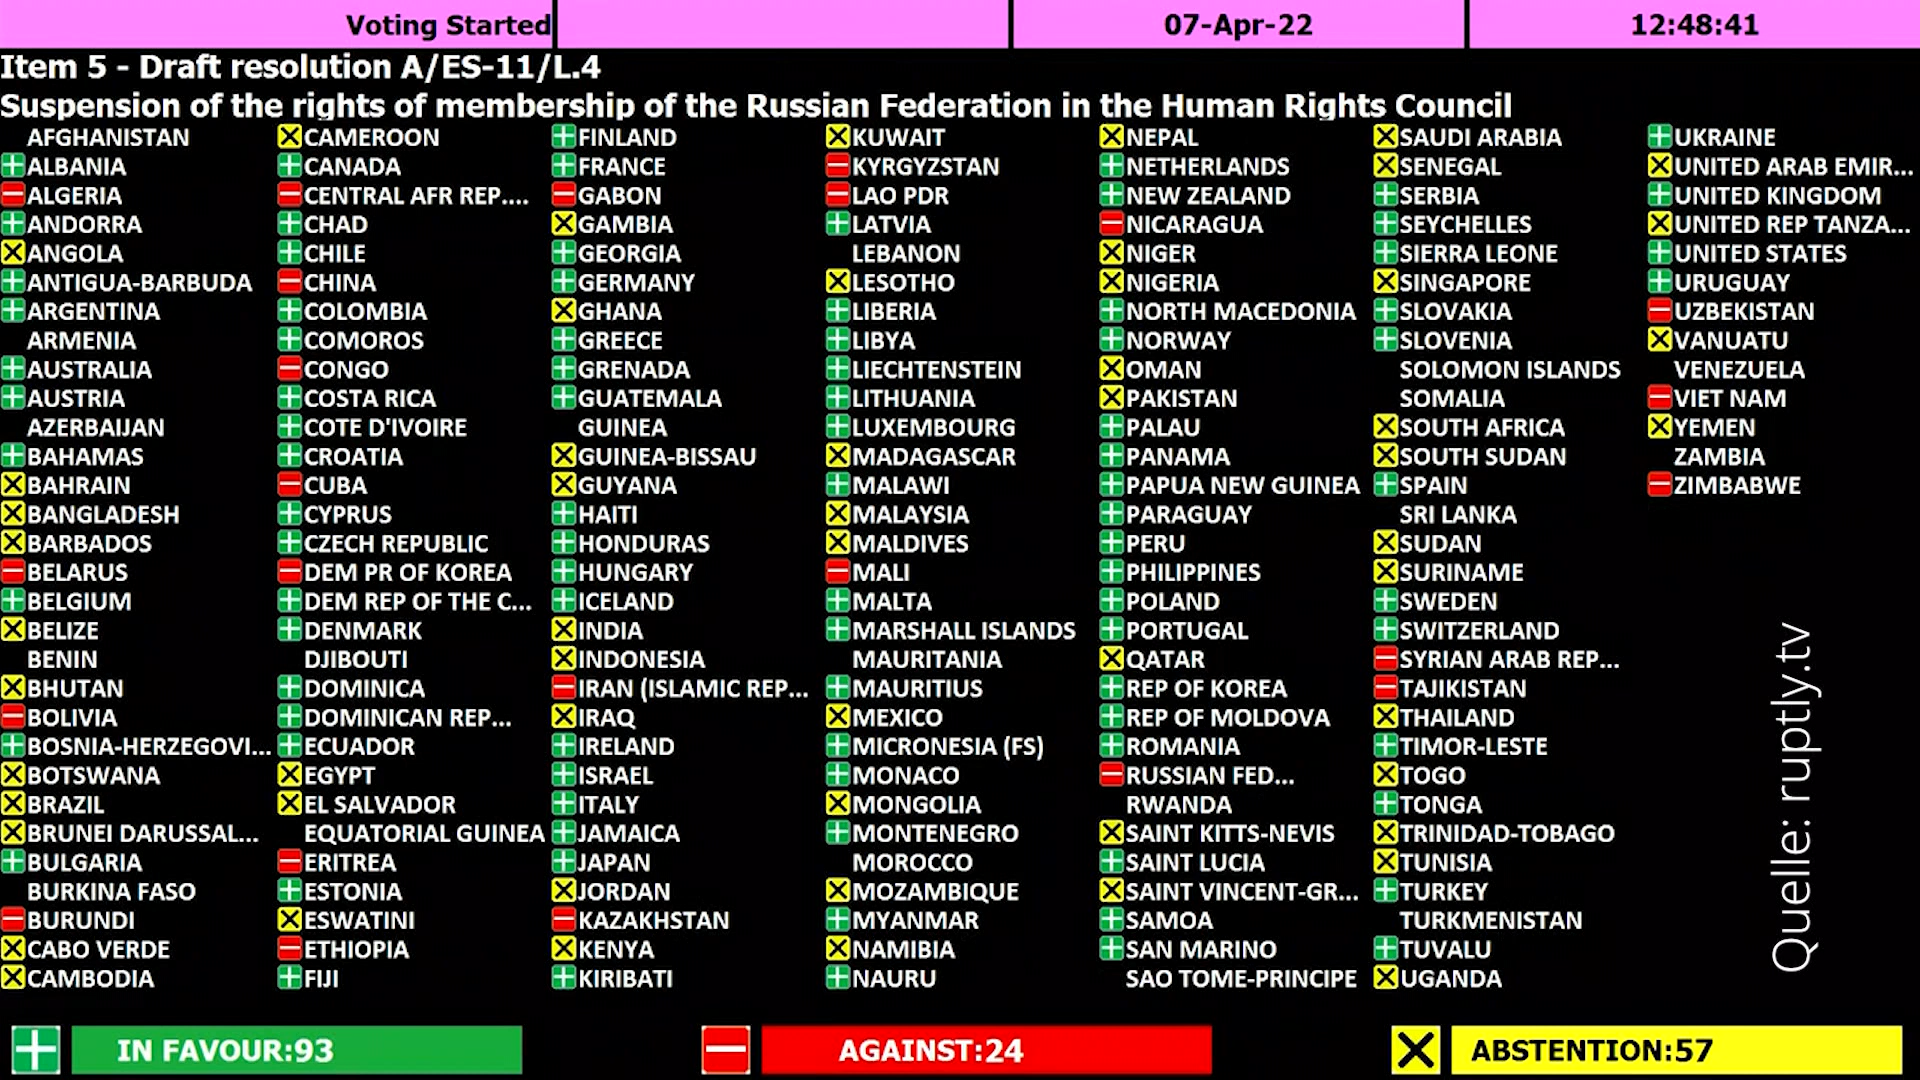 Voting Started
07-Apr-22
12:48:41
Item 5 - Draft resolution A/ES-11/L.4
Suspension of the rights of membership of the Russian Federation in the Human Rights Council
AFGHANISTAN
ALBANIA
ALGERIA
ANDORRA
ANGOLA
ANTIGUA-BARBUDA
ARGENTINA
ARMENIA
AUSTRALIA
AUSTRIA
AZERBAIJAN
BAHAMAS
BAHRAIN
BANGLADESH
BARBADOS
BELARUS
BELGIUM
BELIZE
BENIN
BHUTAN
BOLIVIA
BOSNIA-HERZEGOVI...
BOTSWANA
BRAZIL
BRUNEI DARUSSAL...
BULGARIA
BURKINA FASO
BURUNDI
CABO VERDE
CAMBODIA
CAMEROON
CANADA
CENTRAL AFR REP....
CHAD
CHILE
CHINA
COLOMBIA
COMOROS
CONGO
COSTA RICA
COTE D'IVOIRE
CROATIA
CUBA
CYPRUS
CZECH REPUBLIC
DEM PR OF KOREA
DEM REP OF THE C...
DENMARK
DJIBOUTI
DOMINICA
DOMINICAN REP...
ECUADOR
EGYPT
EL SALVADOR
EQUATORIAL GUINEA
ERITREA
ESTONIA
ESWATINI
ETHIOPIA
FIJI
FINLAND
FRANCE
GABON
GAMBIA
GEORGIA
GERMANY
GHANA
GREECE
GRENADA
GUATEMALA
GUINEA
GUINEA-BISSAU
GUYANA
HAITI
HONDURAS
HUNGARY
ICELAND
INDIA
INDONESIA
IRAN (ISLAMIC REP...
IRAQ
IRELAND
ISRAEL
ITALY
JAMAICA
JAPAN
JORDAN
KAZAKHSTAN
KENYA
KIRIBATI
KUWAIT
KYRGYZSTAN
LAO PDR
LATVIA
LEBANON
LESOTHO
LIBERIA
LIBYA
LIECHTENSTEIN
LITHUANIA
LUXEMBOURG
MADAGASCAR
MALAWI
MALAYSIA
MALDIVES
MALI
MALTA
MARSHALL ISLANDS
MAURITANIA
MAURITIUS
MEXICO
MICRONESIA (FS)
MONACO
MONGOLIA
MONTENEGRO
MOROCCO
MOZAMBIQUE
MYANMAR
NAMIBIA
NAURU
NEPAL
NETHERLANDS
NEW ZEALAND
NICARAGUA
NIGER
NIGERIA
NORTH MACEDONIA
NORWAY
OMAN
PAKISTAN
PALAU
PANAMA
PAPUA NEW GUINEA
PARAGUAY
PERU
PHILIPPINES
POLAND
PORTUGAL
QATAR
REP OF KOREA
REP OF MOLDOVA
ROMANIA
RUSSIAN FED...
RWANDA
SAINT KITTS-NEVIS
SAINT LUCIA
SAINT VINCENT-GR...
SAMOA
SAN MARINO
SAO TOME-PRINCIPE
SAUDI ARABIA
SENEGAL
SERBIA
SEYCHELLES
SIERRA LEONE
SINGAPORE
SLOVAKIA
SLOVENIA
SOLOMON ISLANDS
SOMALIA
SOUTH AFRICA
SOUTH SUDAN
SPAIN
SRI LANKA
SUDAN
SURINAME
SWEDEN
SWITZERLAND
SYRIAN ARAB REP...
TAJIKISTAN
THAILAND
TIMOR-LESTE
TOGO
TONGA
TRINIDAD-TOBAGO
TUNISIA
TURKEY
TURKMENISTAN
TUVALU
UGANDA
UKRAINE
UNITED ARAB EMIR...
UNITED KINGDOM
UNITED REP TANZA...
UNITED STATES
URUGUAY
UZBEKISTAN
VANUATU
VENEZUELA
VIET NAM
YEMEN
ZAMBIA
ZIMBABWE
Quelle: ruptly.tv
IN FAVOUR:93
AGAINST:24
ABSTENTION:57